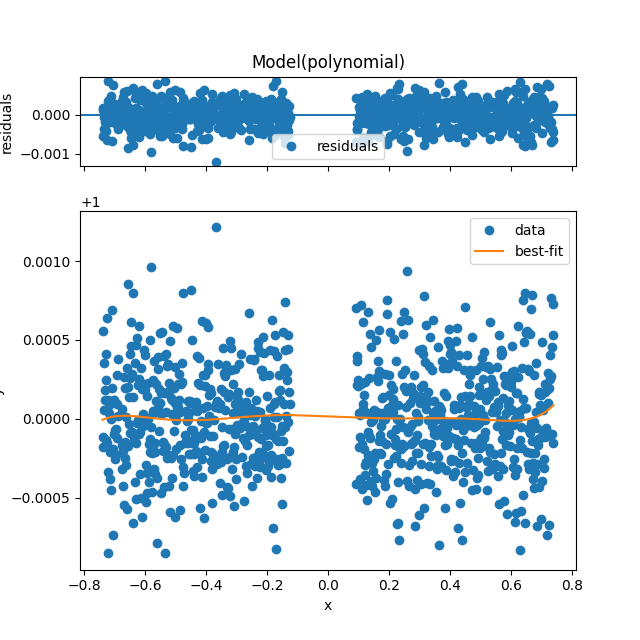 Model(polynomial)
residuals
0.000
−0.001
residuals
+1
data
best-fit
0.0010
0.0005
0.0000
−0.0005
−0.8 −0.6 −0.4 −0.2 0.0 0.2 0.4 0.6 0.8
x